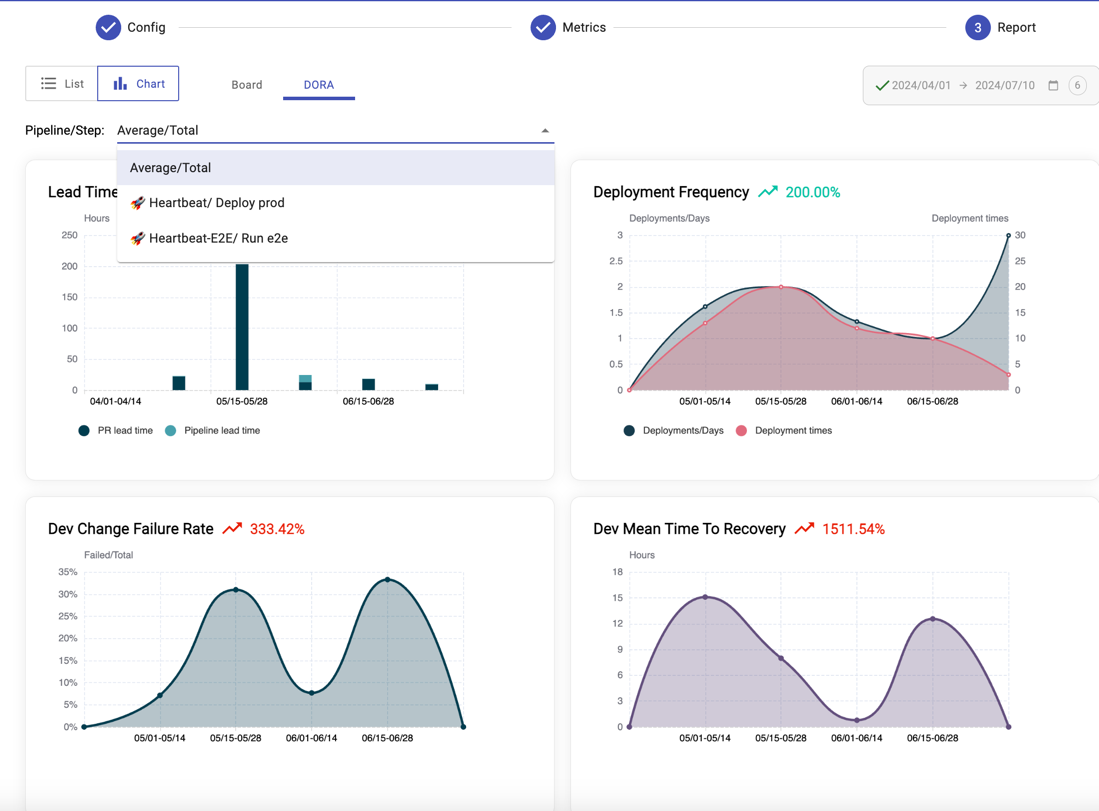 Config
Metrics
3 Report
List Chart Board DORA
2024/04/01 → 2024/07/10 6
Pipeline/Step: Average/Total
Average/Total
🚀 Heartbeat/ Deploy prod
🚀 Heartbeat-E2E/ Run e2e
Lead Time
Hours
250
200
150
100
50
0
04/01-04/14 05/15-05/28 06/15-06/28
PR lead time Pipeline lead time
Deployment Frequency 200.00%
Deployments/Days Deployment times
3 30
2.5 25
2 20
1.5 15
1 10
0.5 5
0 0
05/01-05/14 05/15-05/28 06/01-06/14 06/15-06/28
Deployments/Days Deployment times
Dev Change Failure Rate 333.42%
Failed/Total
35%
30%
25%
20%
15%
10%
5%
0%
05/01-05/14 05/15-05/28 06/01-06/14 06/15-06/28
Dev Mean Time To Recovery 1511.54%
Hours
18
15
12
9
6
3
0
05/01-05/14 05/15-05/28 06/01-06/14 06/15-06/28